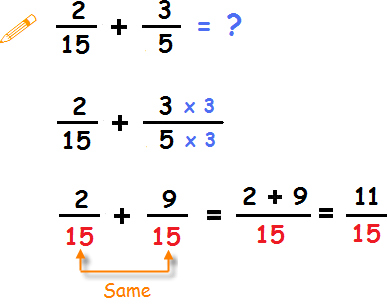 2/15 + 3/5 = ?
2/15 + 3 x 3/5 x 3
2/15 + 9/15 = 2 + 9/15 = 11/15
Same